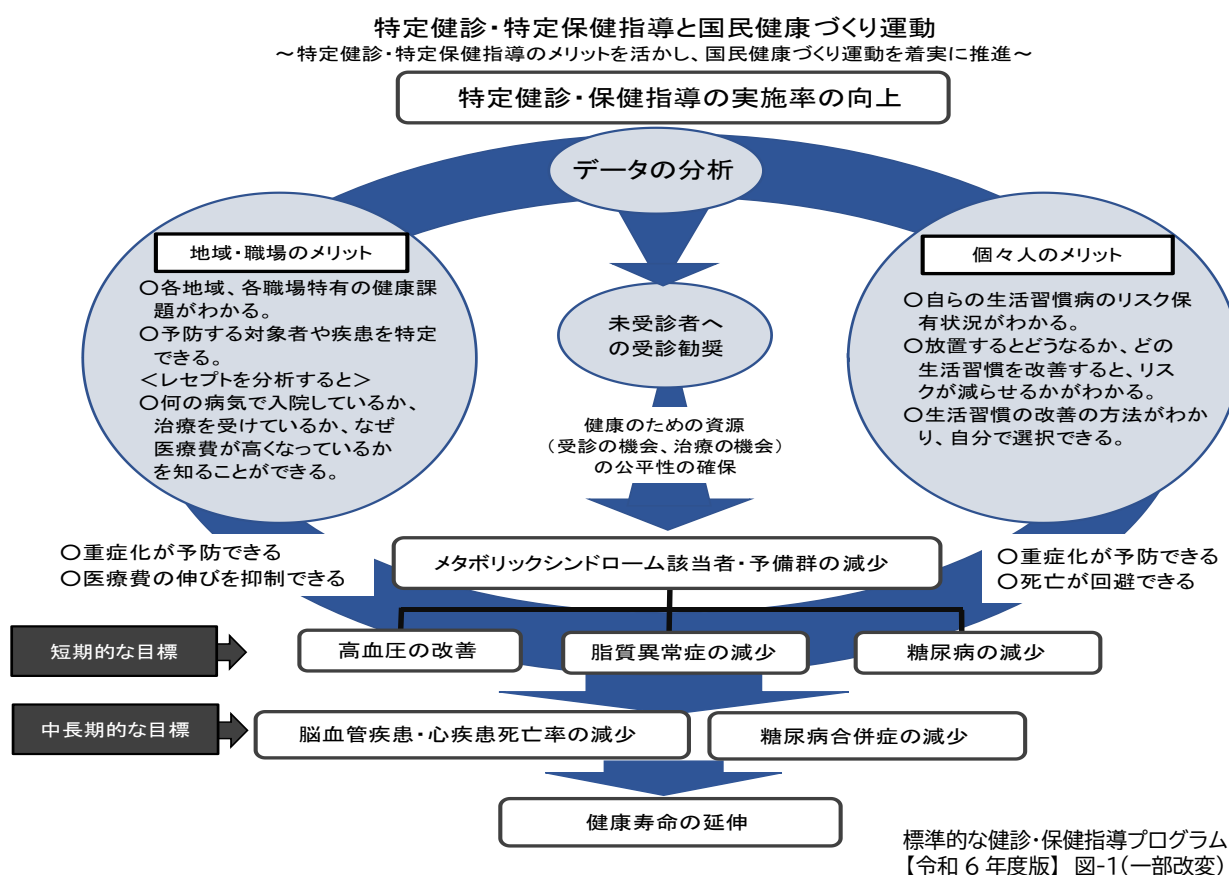 特定健診・特定保健指導と国民健康づくり運動
～特定健診・特定保健指導のメリットを活かし、国民健康づくり運動を着実に推進～
特定健診・保健指導の実施率の向上
データの分析
地域・職場のメリット
○各地域、各職場特有の健康課
題がわかる。
○予防する対象者や疾患を特定
できる。
＜レセプトを分析すると＞
○何の病気で入院しているか、
治療を受けているか、なぜ
医療費が高くなっているか
を知ることができる。
未受診者へ
の受診勧奨
健康のための資源
（受診の機会、治療の機会）
の公平性の確保
個々人のメリット
○自らの生活習慣病のリスク保
有状況がわかる。
○放置するとどうなるか、どの
生活習慣を改善すると、リス
クが減らせるかがわかる。
○生活習慣の改善の方法がわか
り、自分で選択できる。
○重症化が予防できる
○医療費の伸びを抑制できる
メタボリックシンドローム該当者・予備群の減少
○重症化が予防できる
○死亡が回避できる
短期的な目標
高血圧の改善
脂質異常症の減少
糖尿病の減少
中長期的な目標
脳血管疾患・心疾患死亡率の減少
糖尿病合併症の減少
健康寿命の延伸
標準的な健診・保健指導プログラム
【令和6年度版】 図-1(一部改変)